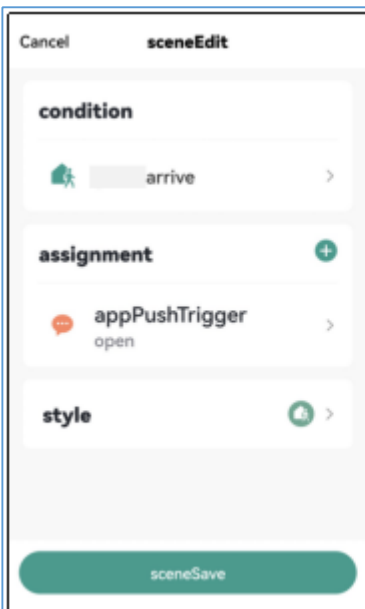 Cancel sceneEdit
condition
arrive
assignment
appPushTrigger
open
style
sceneSave